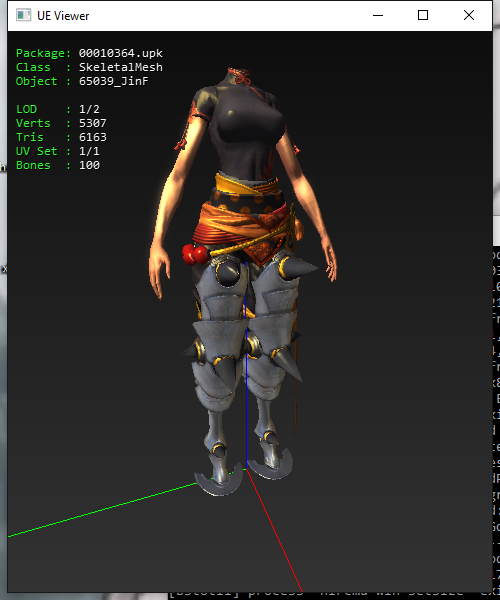 UE Viewer
Package: 00010364.upk
Class : SkeletalMesh
Object : 65039_JinF
LOD : 1/2
Verts : 5307
Tris : 6163
UV Set : 1/1
Bones : 100